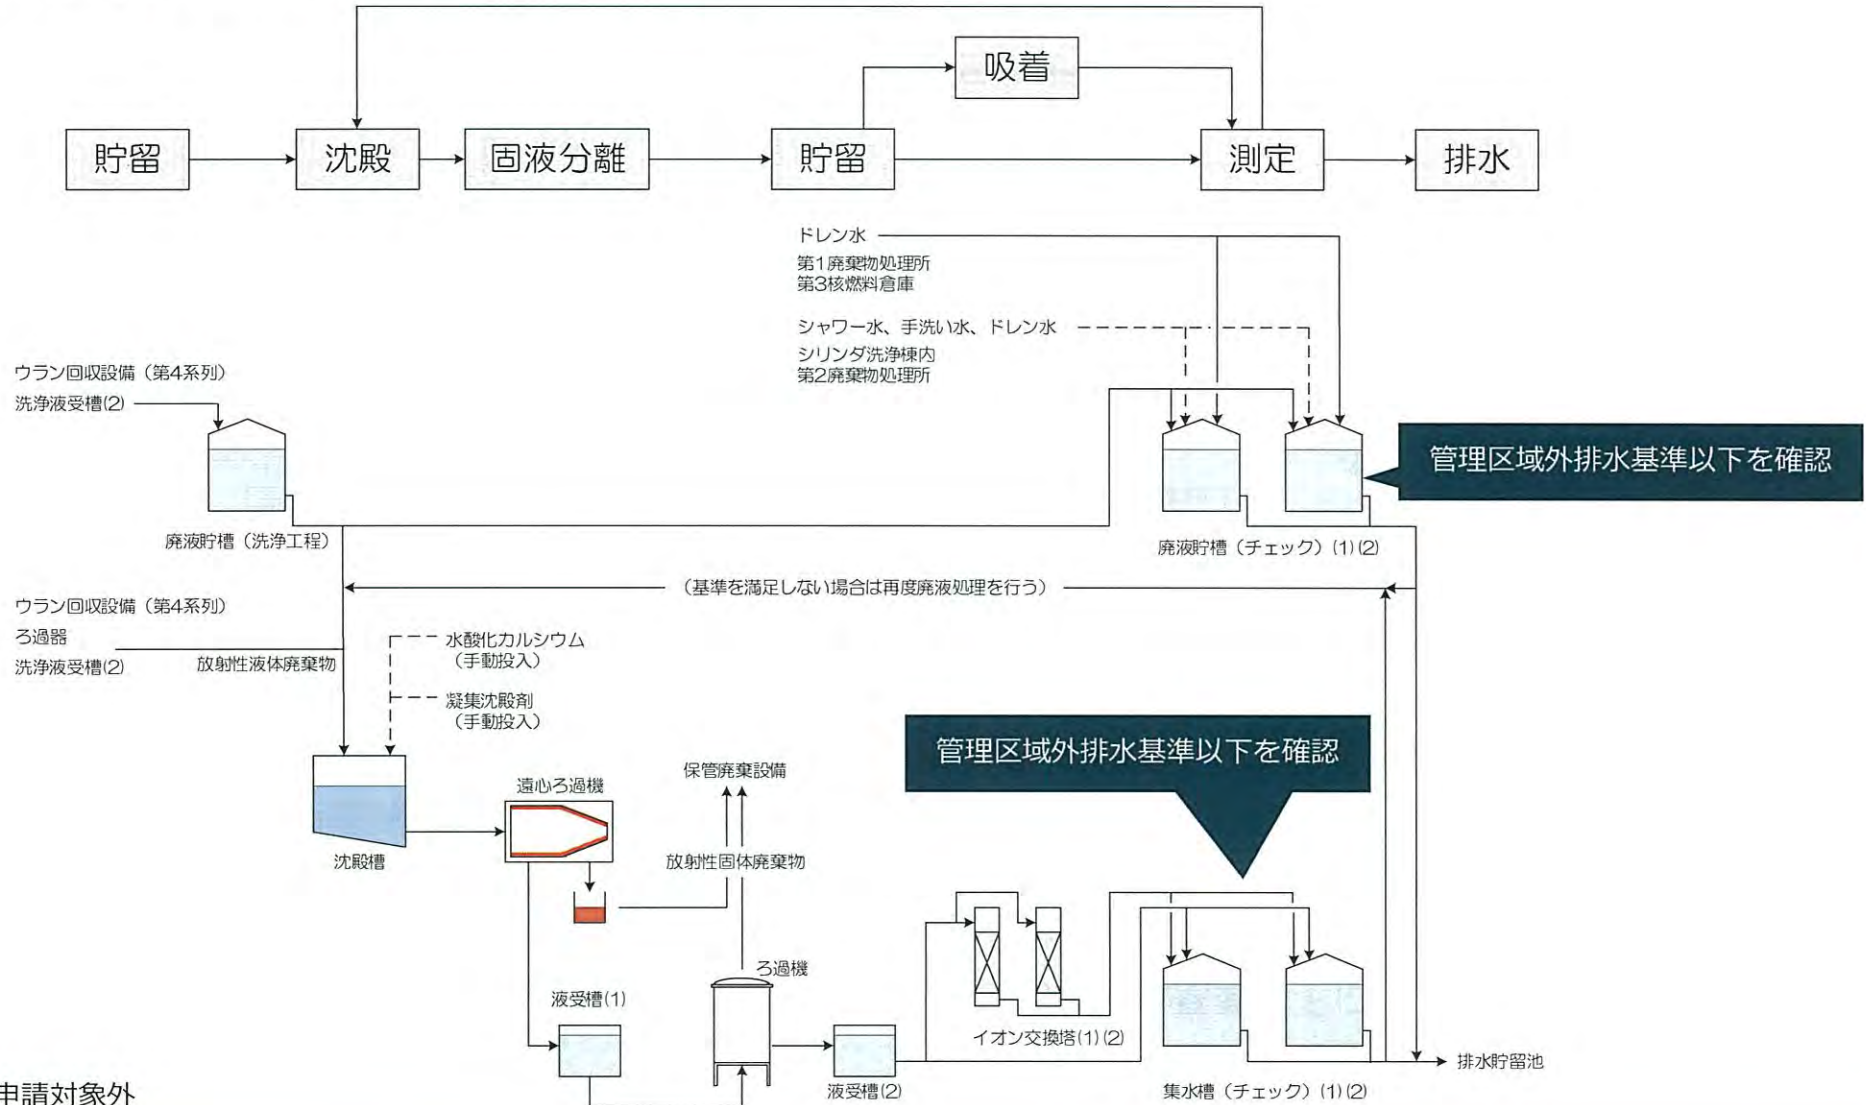 吸着
貯留
沈殿
固液分離
貯留
測定
排水
ドレン水
第1廃棄物処理所
第3核燃料倉庫
シャワー水、手洗い水、ドレン水
シリンダ洗浄棟内
第2廃棄物処理所
ウラン回収設備（第4系列）
洗浄液受槽(2)
管理区域外排水基準以下を確認
廃液貯槽（洗浄工程）
廃液貯槽（チェック）(1)(2)
（基準を満足しない場合は再度廃液処理を行う）
ウラン回収設備（第4系列）
ろ過器
洗浄液受槽(2)
放射性液体廃棄物
水酸化カルシウム
（手動投入）
凝集沈殿剤
（手動投入）
管理区域外排水基準以下を確認
保管廃棄設備
遠心ろ過機
沈殿槽
放射性固体廃棄物
ろ過機
液受槽(1)
イオン交換塔(1)(2)
排水貯留池
液受槽(2)
集水槽（チェック）(1)(2)
申請対象外